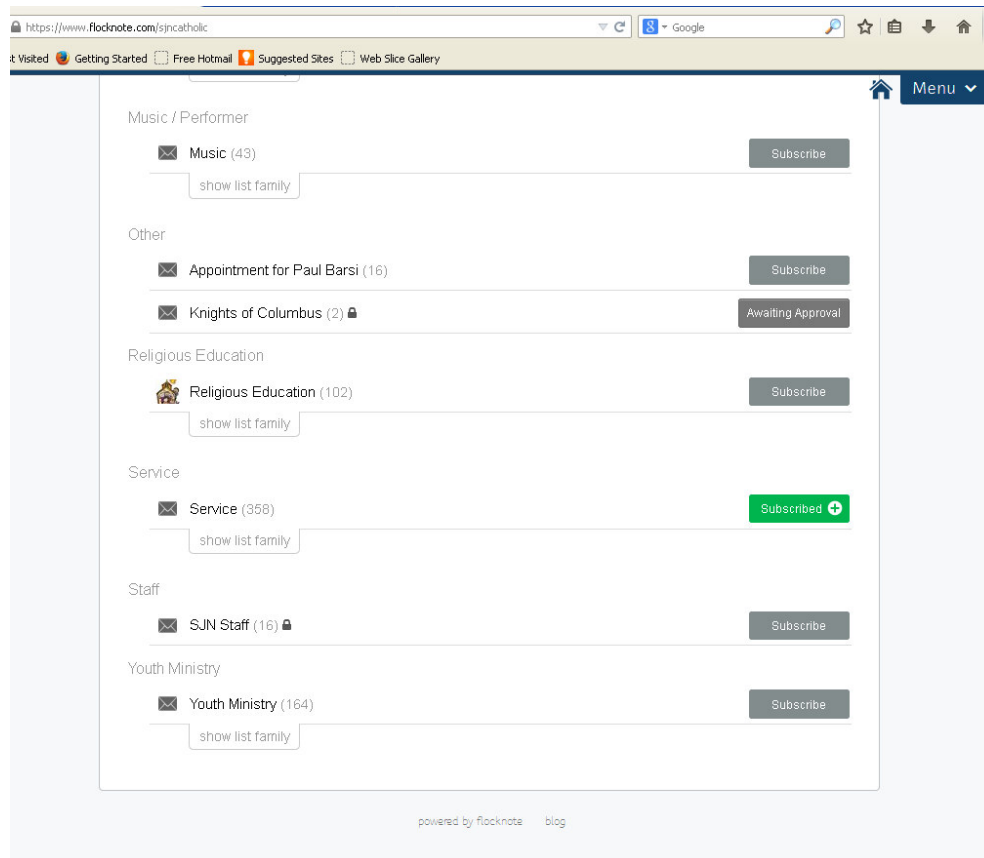 https://www.flocknote.com/sjncatholic
Google
st Visited Getting Started Free Hotmail Suggested Sites Web Slice Gallery
Menu
Music / Performer
Music (43) Subscribe
show list family
Other
Appointment for Paul Barsi (16) Subscribe
Knights of Columbus (2) Awaiting Approval
Religious Education
Religious Education (102) Subscribe
show list family
Service
Service (358) Subscribed
show list family
Staff
SJN Staff (16) Subscribe
Youth Ministry
Youth Ministry (164) Subscribe
show list family
powered by flocknote blog